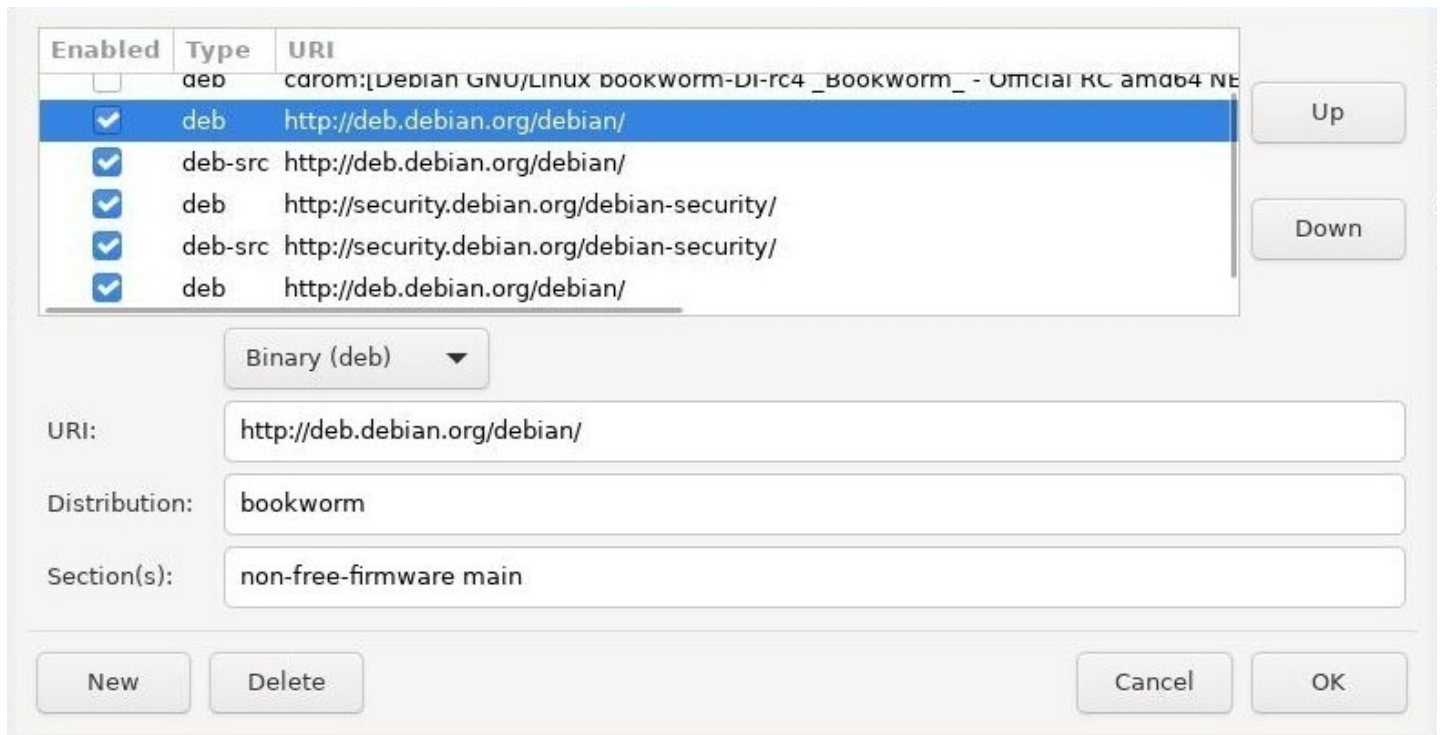 Enabled Type URI
deb cdrom:[Debian GNU/Linux bookworm-DI-rc4 _Bookworm_ - Official RC amd64 NE
deb http://deb.debian.org/debian/
deb-src http://deb.debian.org/debian/
deb http://security.debian.org/debian-security/
deb-src http://security.debian.org/debian-security/
deb http://deb.debian.org/debian/
Up
Down
Binary (deb)
URI: http://deb.debian.org/debian/
Distribution: bookworm
Section(s): non-free-firmware main
New Delete Cancel OK